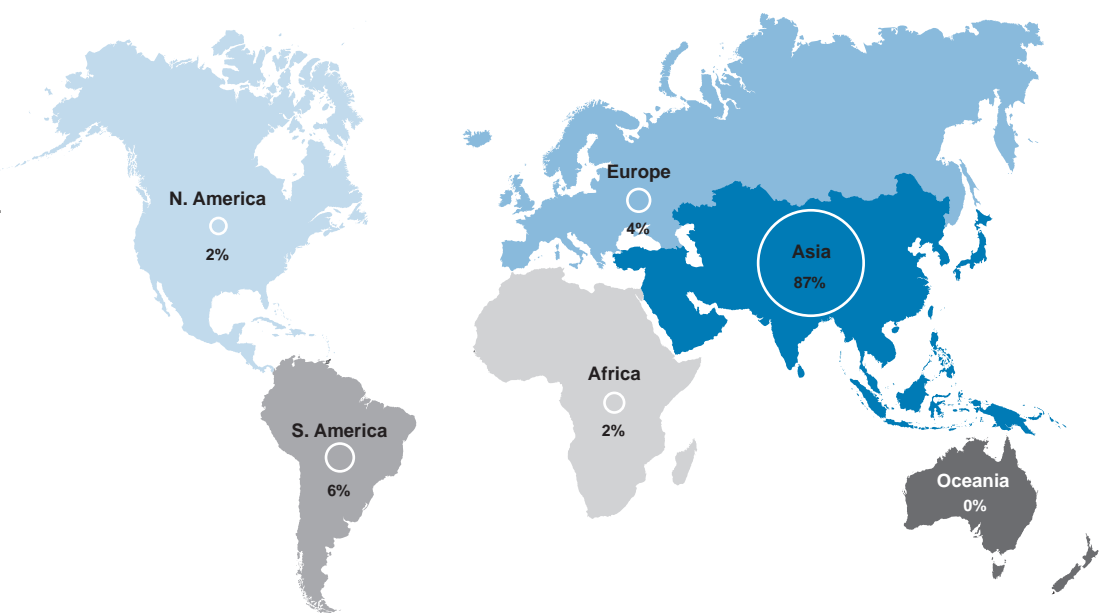 Europe
4%
N. America
2%
Asia
87%
Africa
2%
S. America
6%
Oceania
0%